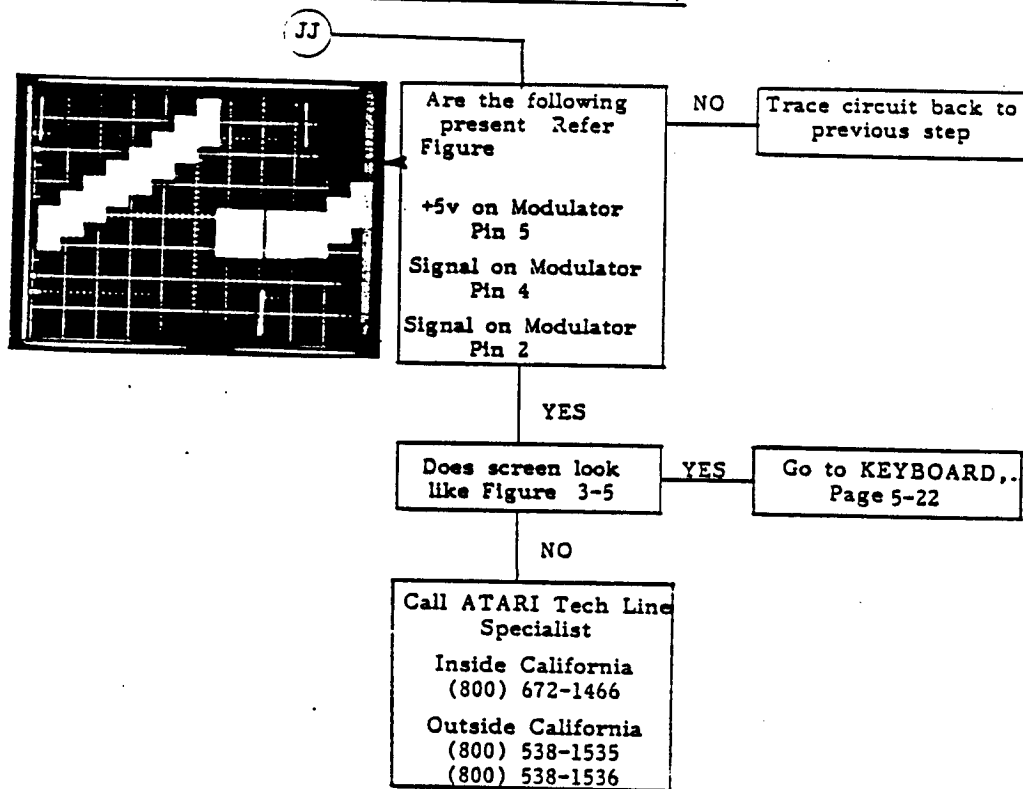 JJ
Are the following
present Refer
Figure
+5v on Modulator
Pin 5
Signal on Modulator
Pin 4
Signal on Modulator
Pin 2
NO
Trace circuit back to
previous step
YES
Does screen look
like Figure 3-5
YES
Go to KEYBOARD,.
Page 5-22
NO
Call ATARI Tech Line
Specialist
Inside California
(800) 672-1466
Outside California
(800) 538-1535
(800) 538-1536